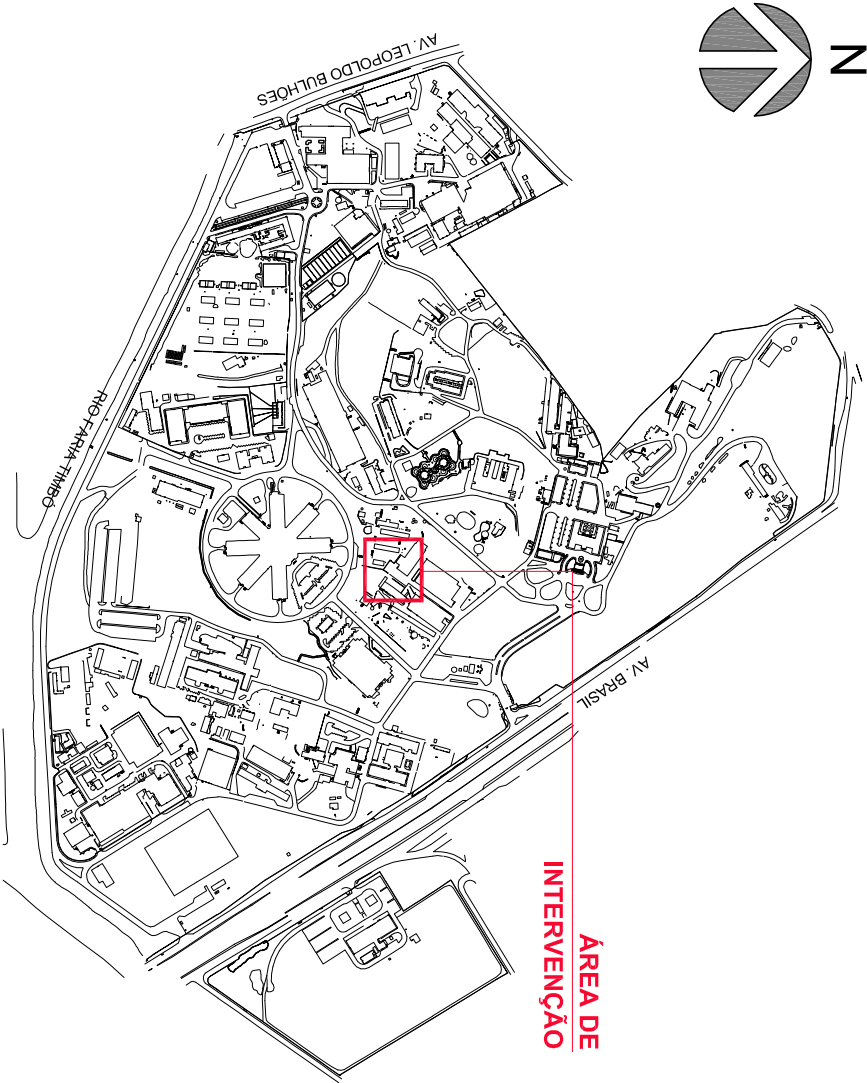 N
AV. LEOPOLDO BULHÕES
RIO FARIA TIMBÓ
AV. BRASIL
ÁREA DE
INTERVENÇÃO